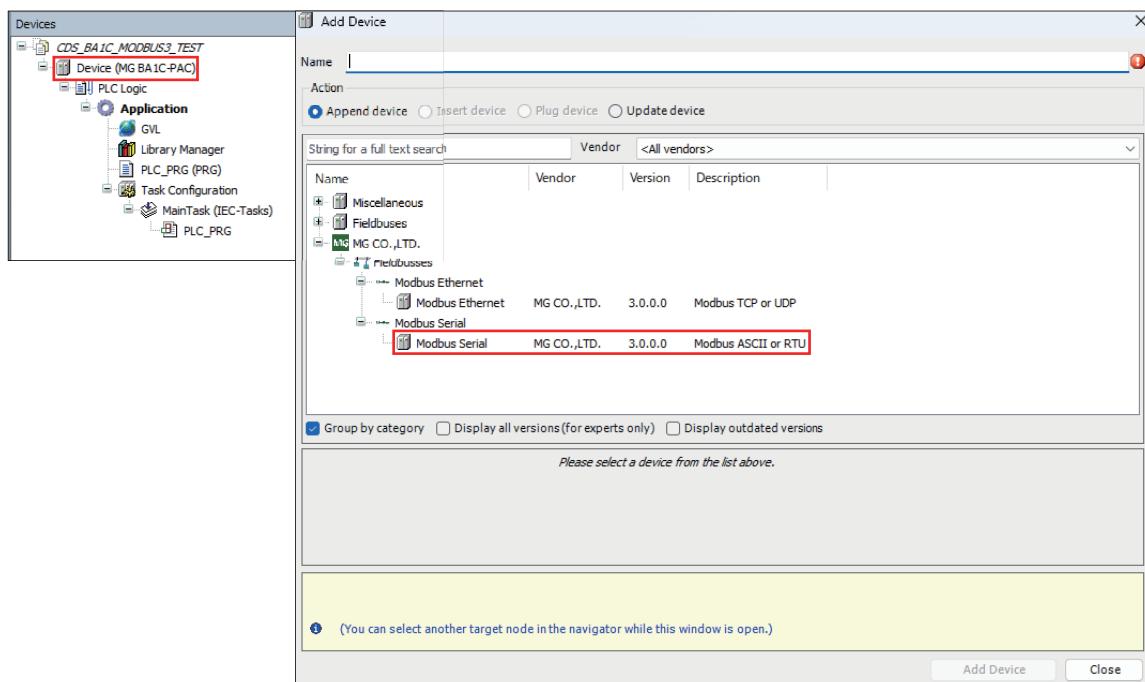 Devices
CDS_BA1C_MODBUS3_TEST
Device (MG BA1C-PAC)
PLC Logic
Application
GVL
Library Manager
PLC_PRG (PRG)
Task Configuration
MainTask (IEC-Tasks)
PLC_PRG
Add Device
Name
Action
Append device Insert device Plug device Update device
String for a full text search Vendor <All vendors>
Name Vendor Version Description
Miscellaneous
Fieldbuses
MG MG CO.,LTD.
Fieldbusses
Modbus Ethernet
Modbus Ethernet MG CO.,LTD. 3.0.0.0 Modbus TCP or UDP
Modbus Serial
Modbus Serial MG CO.,LTD. 3.0.0.0 Modbus ASCII or RTU
Group by category Display all versions (for experts only) Display outdated versions
Please select a device from the list above.
(You can select another target node in the navigator while this window is open.)
Add Device Close